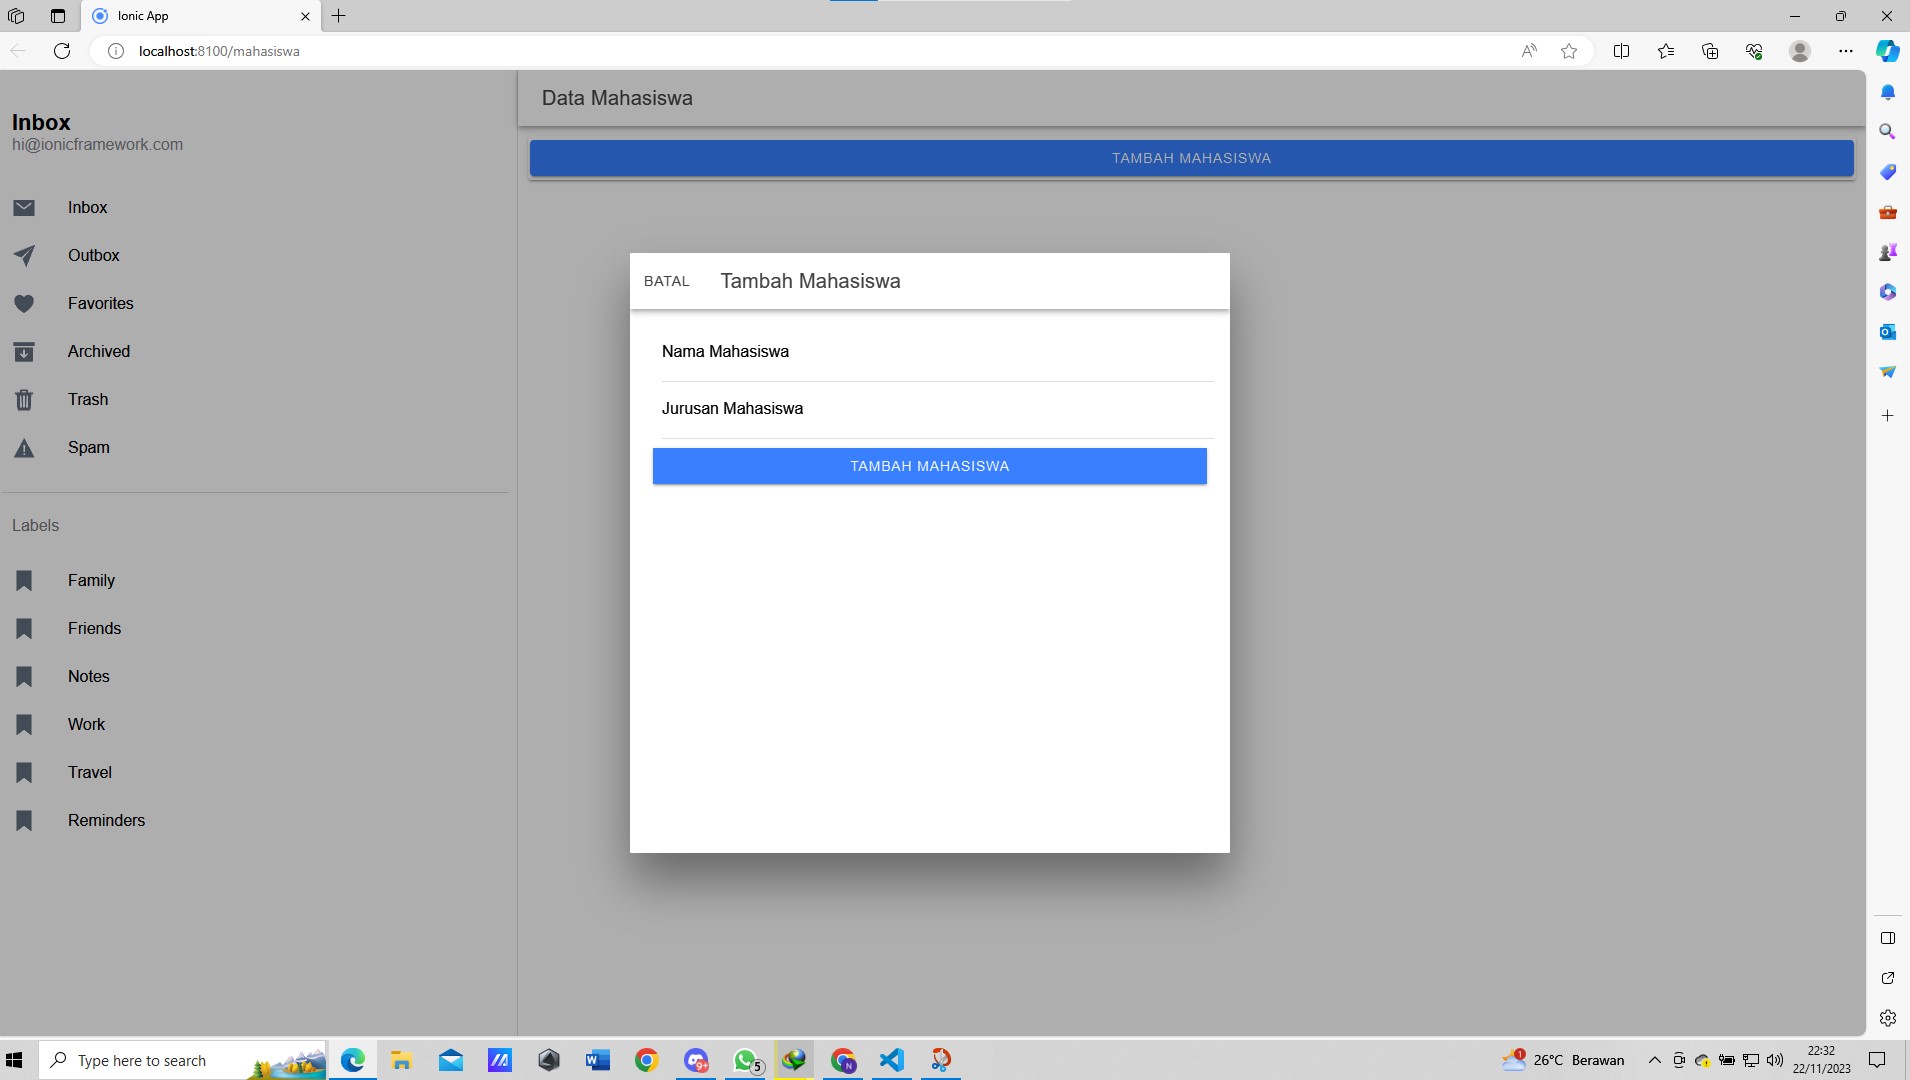 Ionic App
localhost:8100/mahasiswa
Inbox
hi@ionicframework.com
Inbox
Outbox
Favorites
Archived
Trash
Spam
Labels
Family
Friends
Notes
Work
Travel
Reminders
Data Mahasiswa
TAMBAH MAHASISWA
BATAL
Tambah Mahasiswa
Nama Mahasiswa
Jurusan Mahasiswa
TAMBAH MAHASISWA
Type here to search
9+
5
N
1
26°C Berawan
22:32
22/11/2023